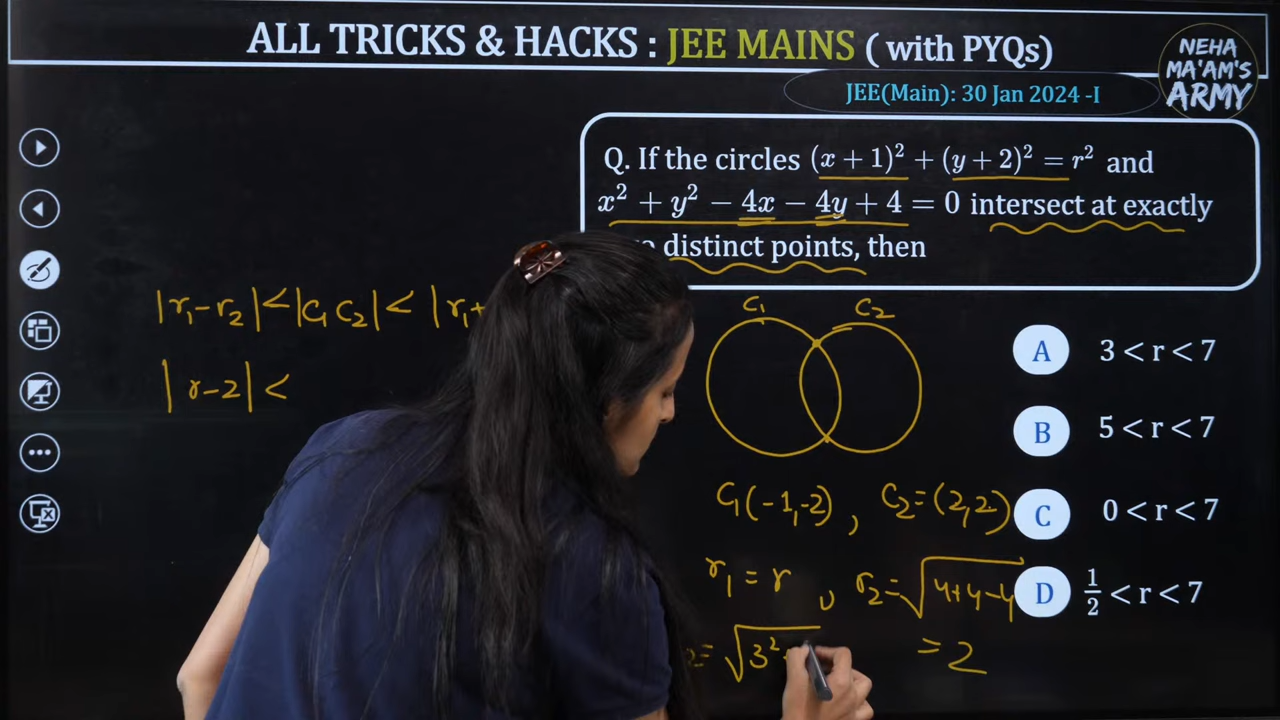 ALL TRICKS & HACKS : JEE MAINS ( with PYQs)
NEHA
MA'AM'S
ARMY
JEE(Main): 30 Jan 2024 -I
Q. If the circles (x + 1)² + (y + 2)² = r² and
x² + y² − 4x − 4y + 4 = 0 intersect at exactly
distinct points, then
|r₁-r₂| < |C₁ C₂| < |r₁+
|r-2| <
C₁ C₂
A 3 < r < 7
B 5 < r < 7
C 0 < r < 7
D 1/2 < r < 7
C₁(-1,-2) , C₂=(2,2)
r₁ = r , r₂=√4+4-4
= √3²
= 2